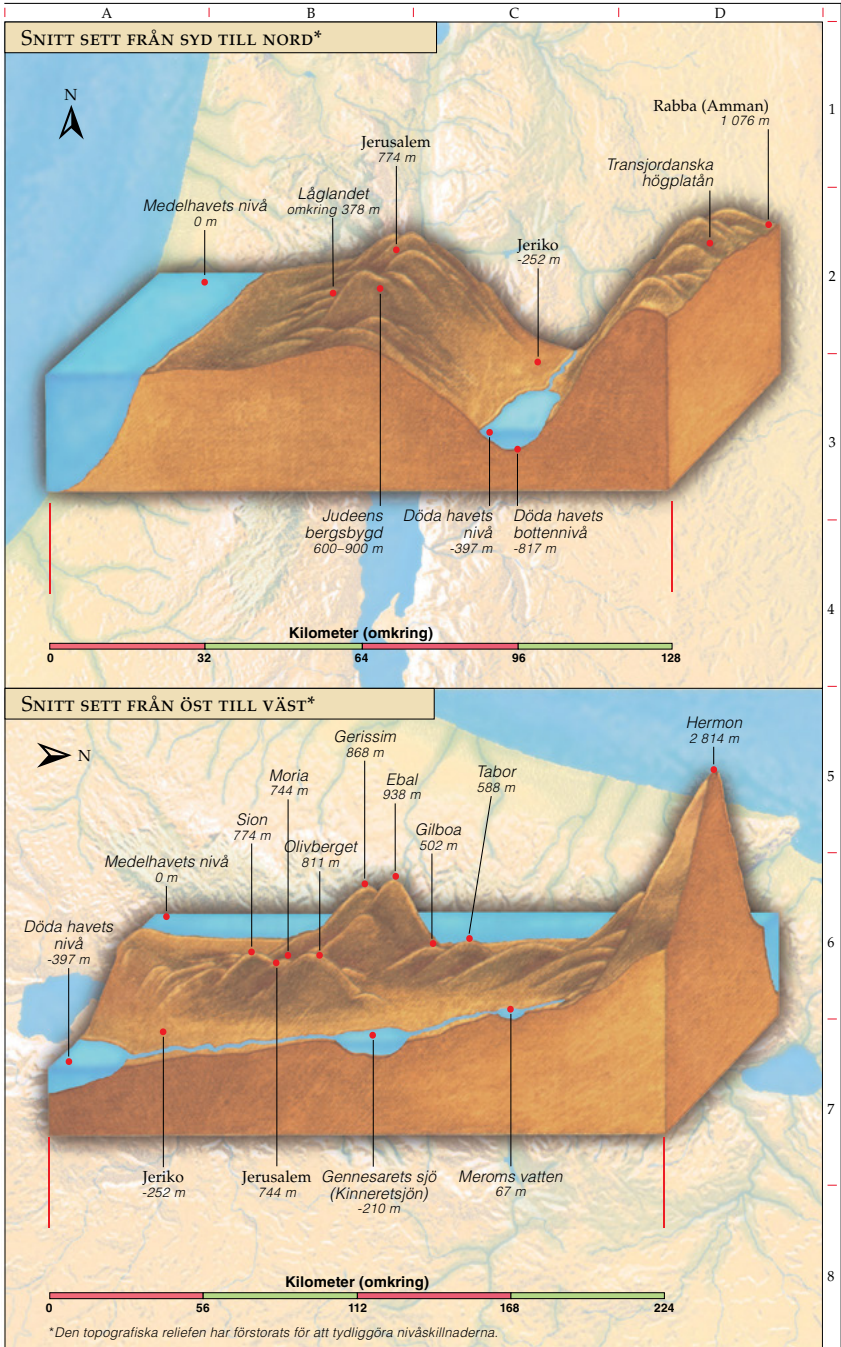 A B C D
1
2
3
4
5
6
7
8
SNITT SETT FRÅN SYD TILL NORD*
N
Rabba (Amman)
1 076 m
Jerusalem
774 m
Transjordanska
högplatån
Låglandet
omkring 378 m
Medelhavets nivå
0 m
Jeriko
-252 m
Judeens
bergsbygd
600–900 m
Döda havets
nivå
-397 m
Döda havets
bottennivå
-817 m
Kilometer (omkring)
0 32 64 96 128
SNITT SETT FRÅN ÖST TILL VÄST*
N
Hermon
2 814 m
Gerissim
868 m
Moria
744 m
Ebal
938 m
Tabor
588 m
Sion
774 m
Olivberget
811 m
Gilboa
502 m
Medelhavets nivå
0 m
Döda havets
nivå
-397 m
Jeriko
-252 m
Jerusalem
744 m
Gennesarets sjö
(Kinneretsjön)
-210 m
Meroms vatten
67 m
Kilometer (omkring)
0 56 112 168 224
*Den topografiska reliefen har förstorats för att tydliggöra nivåskillnaderna.